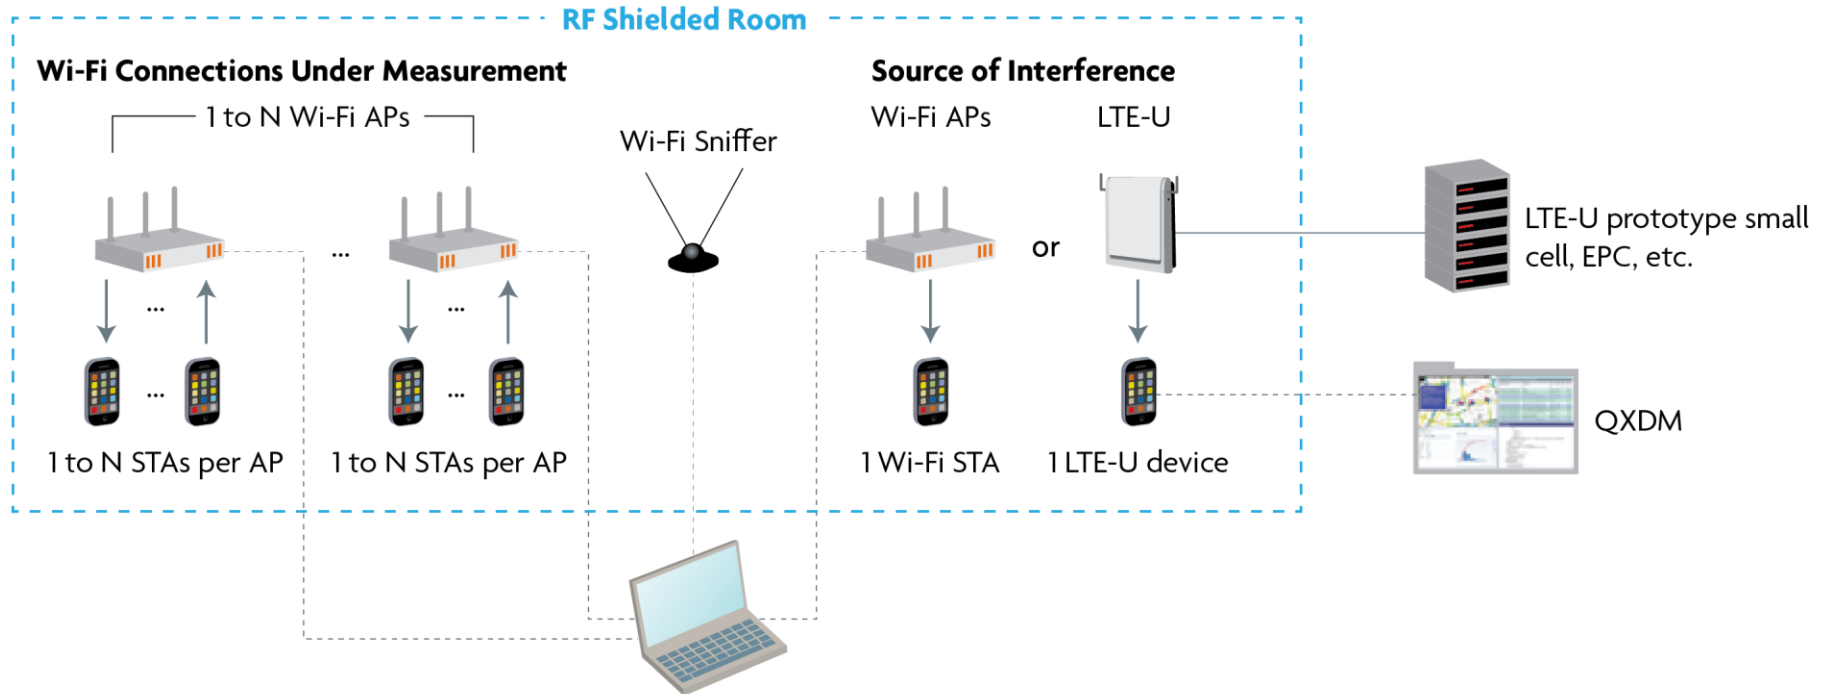 RF Shielded Room
Wi-Fi Connections Under Measurement
Source of Interference
1 to N Wi-Fi APs
Wi-Fi Sniffer
Wi-Fi APs
LTE-U
...
or
LTE-U prototype small
cell, EPC, etc.
...
...
...
...
QXDM
1 to N STAs per AP
1 to N STAs per AP
1 Wi-Fi STA
1 LTE-U device